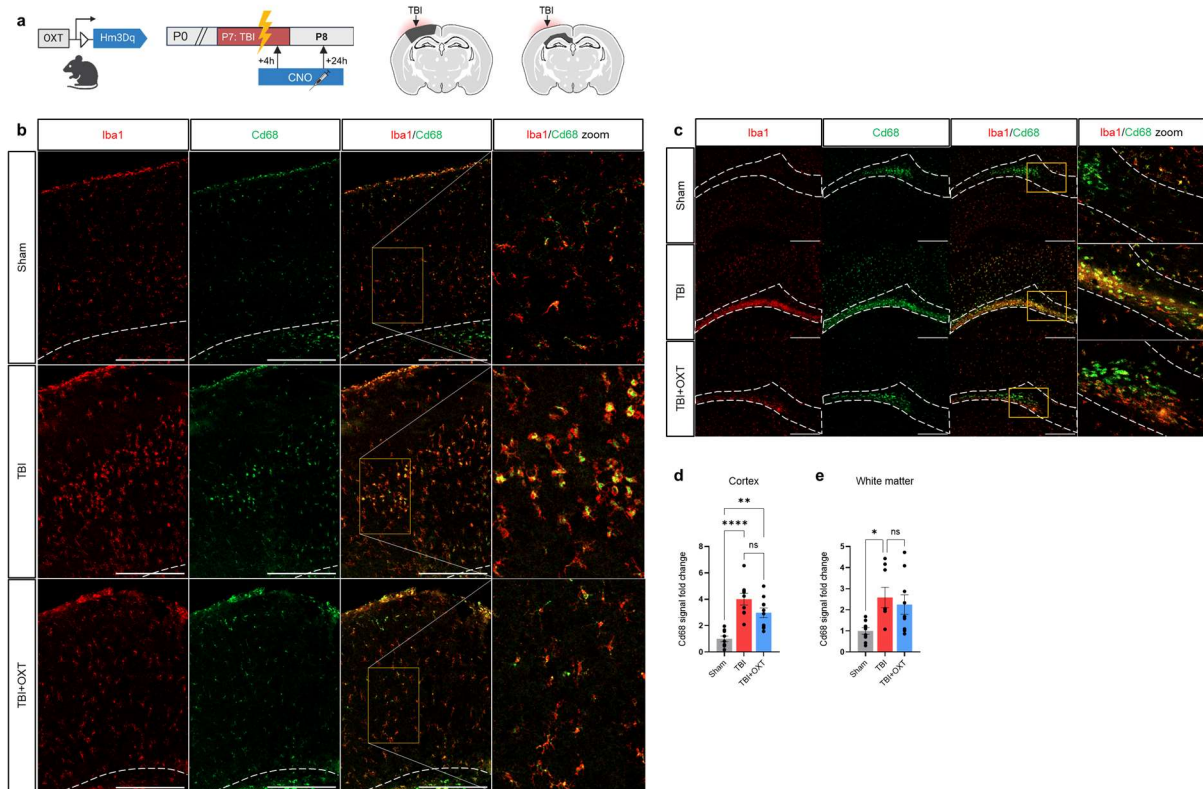 a
OXT
Hm3Dq
P0
P7: TBI
P8
+4h
+24h
CNO
TBI
TBI
b
Iba1
Cd68
Iba1/Cd68
Iba1/Cd68 zoom
Sham
TBI
TBI+OXT
c
Iba1
Cd68
Iba1/Cd68
Iba1/Cd68 zoom
Sham
TBI
TBI+OXT
d
Cortex
**
****
ns
Cd68 signal fold change
8
6
4
2
0
Sham
TBI
TBI+OXT
e
White matter
*
ns
Cd68 signal fold change
5
4
3
2
1
0
Sham
TBI
TBI+OXT